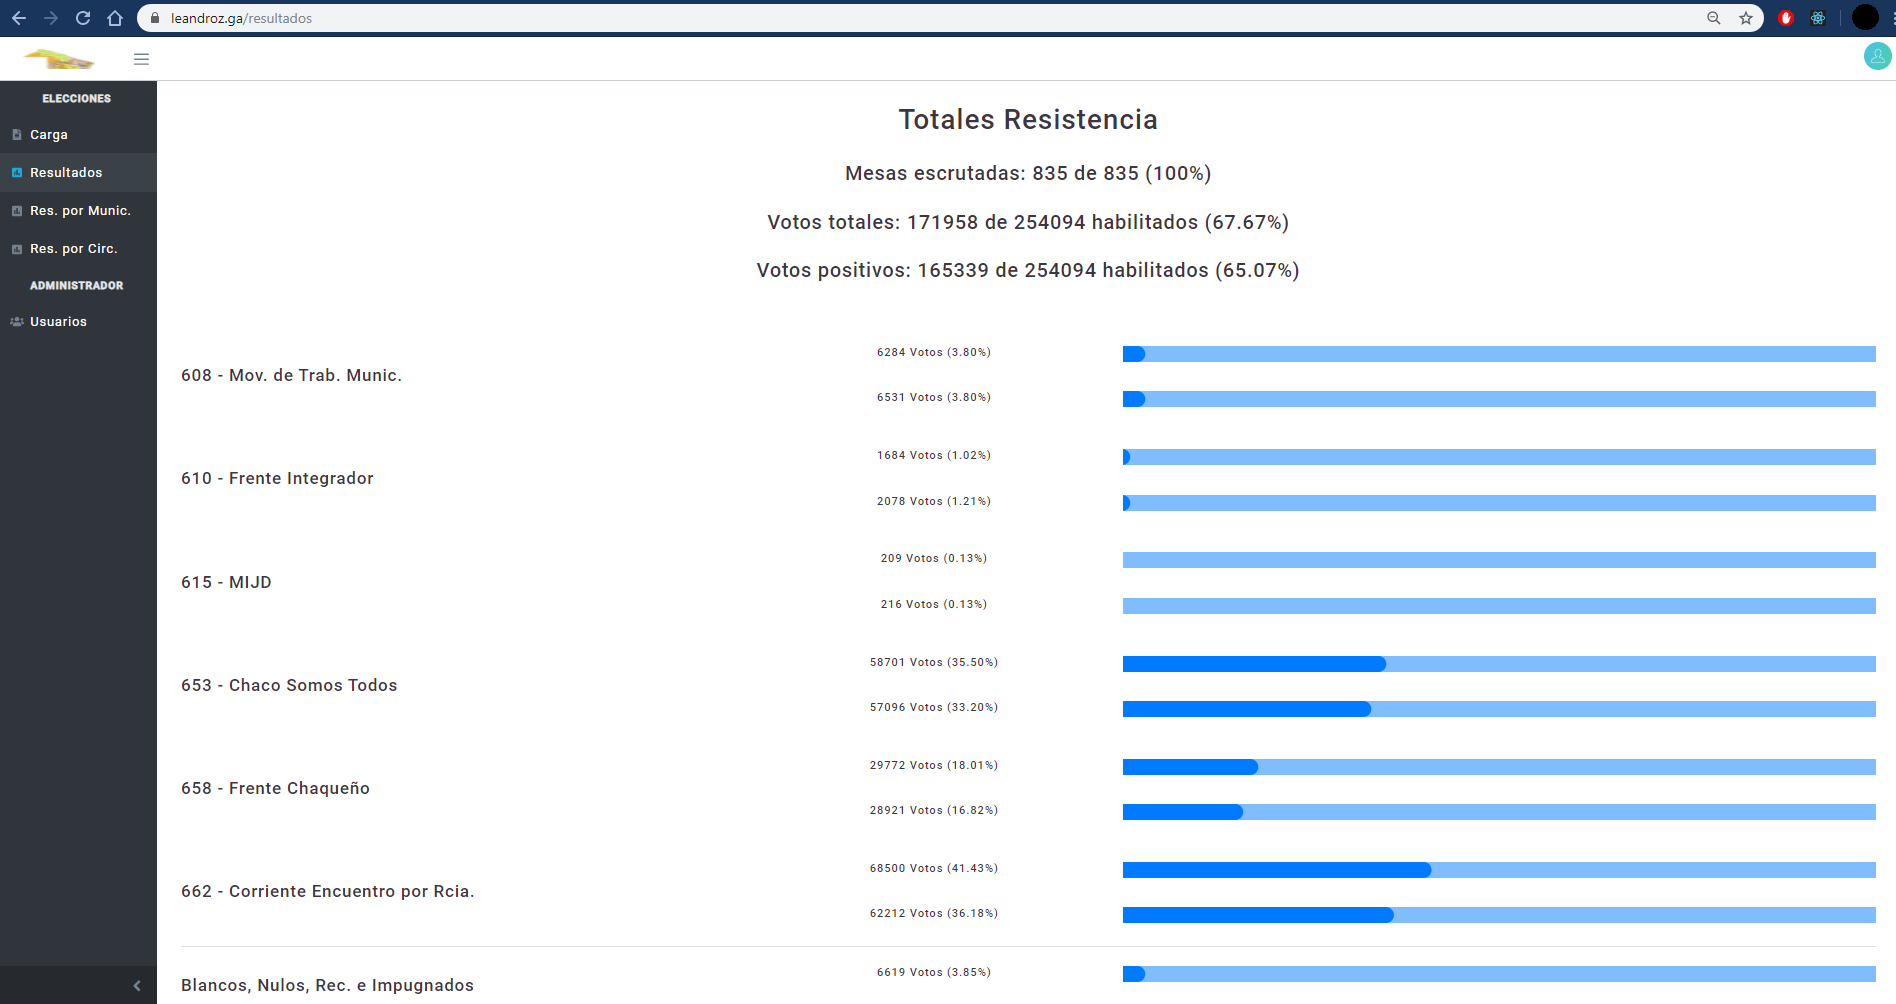 leandroz.ga/resultados
ELECCIONES
Carga
Resultados
Res. por Munic.
Res. por Circ.
ADMINISTRADOR
Usuarios
Totales Resistencia
Mesas escrutadas: 835 de 835 (100%)
Votos totales: 171958 de 254094 habilitados (67.67%)
Votos positivos: 165339 de 254094 habilitados (65.07%)
608 - Mov. de Trab. Munic.
6284 Votos (3.80%)
6531 Votos (3.80%)
610 - Frente Integrador
1684 Votos (1.02%)
2078 Votos (1.21%)
615 - MIJD
209 Votos (0.13%)
216 Votos (0.13%)
653 - Chaco Somos Todos
58701 Votos (35.50%)
57096 Votos (33.20%)
658 - Frente Chaqueño
29772 Votos (18.01%)
28921 Votos (16.82%)
662 - Corriente Encuentro por Rcia.
68500 Votos (41.43%)
62212 Votos (36.18%)
Blancos, Nulos, Rec. e Impugnados
6619 Votos (3.85%)